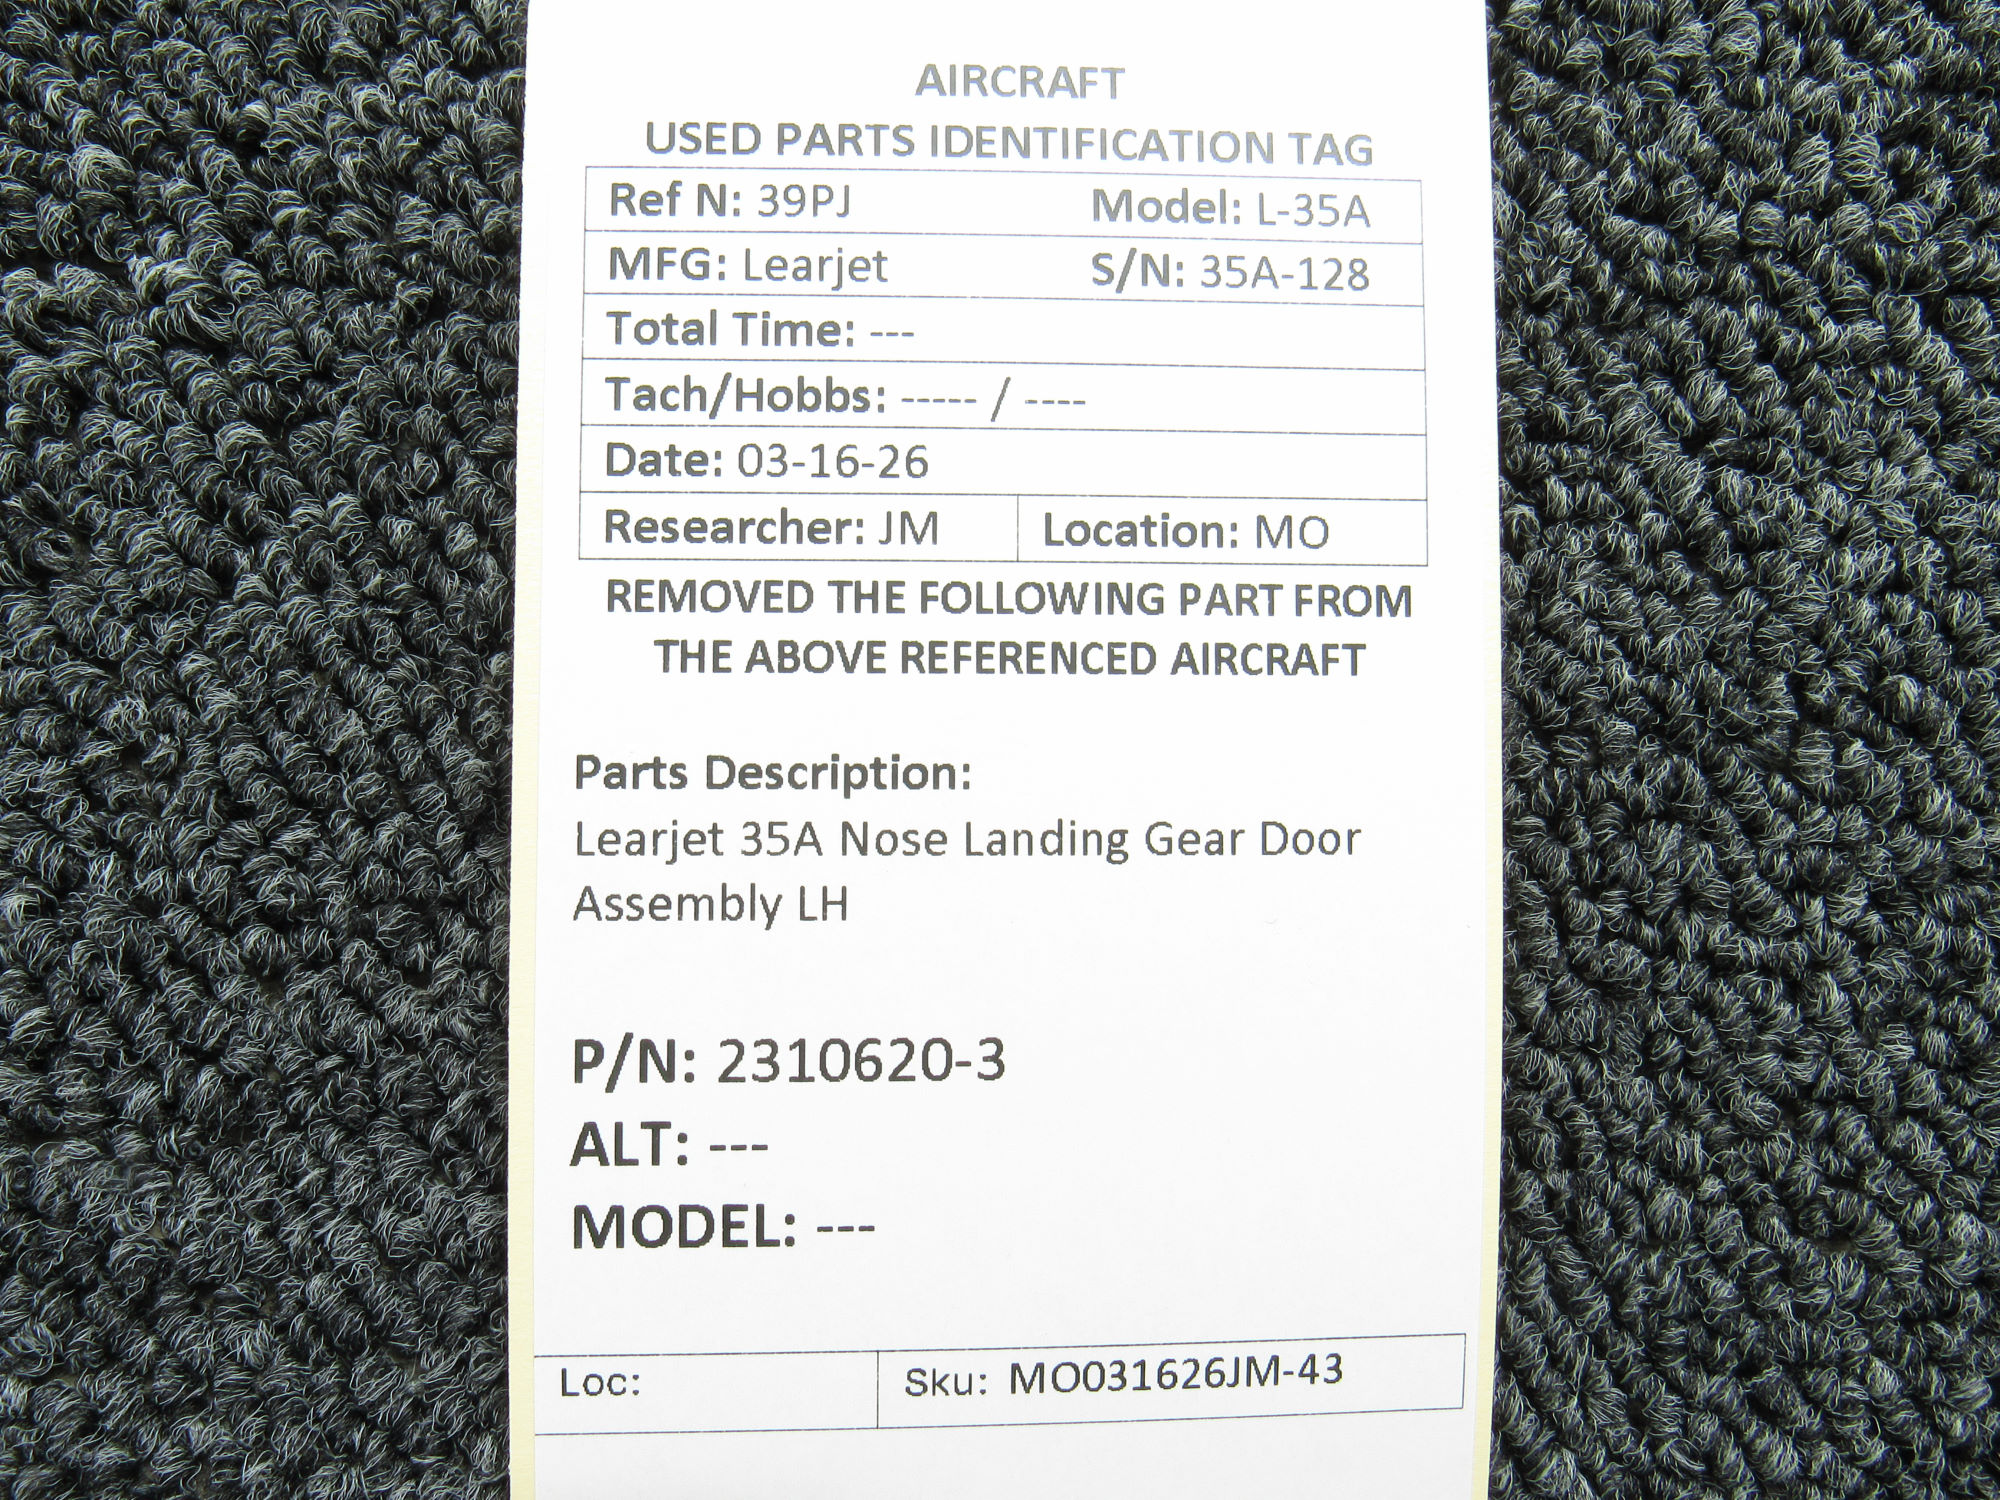 AIRCRAFT
USED PARTS IDENTIFICATION TAG
Ref N: 39PJ Model: L-35A
MFG: Learjet S/N: 35A-128
Total Time: ---
Tach/Hobbs: ----- / ----
Date: 03-16-26
Researcher: JM Location: MO
REMOVED THE FOLLOWING PART FROM
THE ABOVE REFERENCED AIRCRAFT
Parts Description:
Learjet 35A Nose Landing Gear Door
Assembly LH
P/N: 2310620-3
ALT: ---
MODEL: ---
Loc: Sku: MO031626JM-43